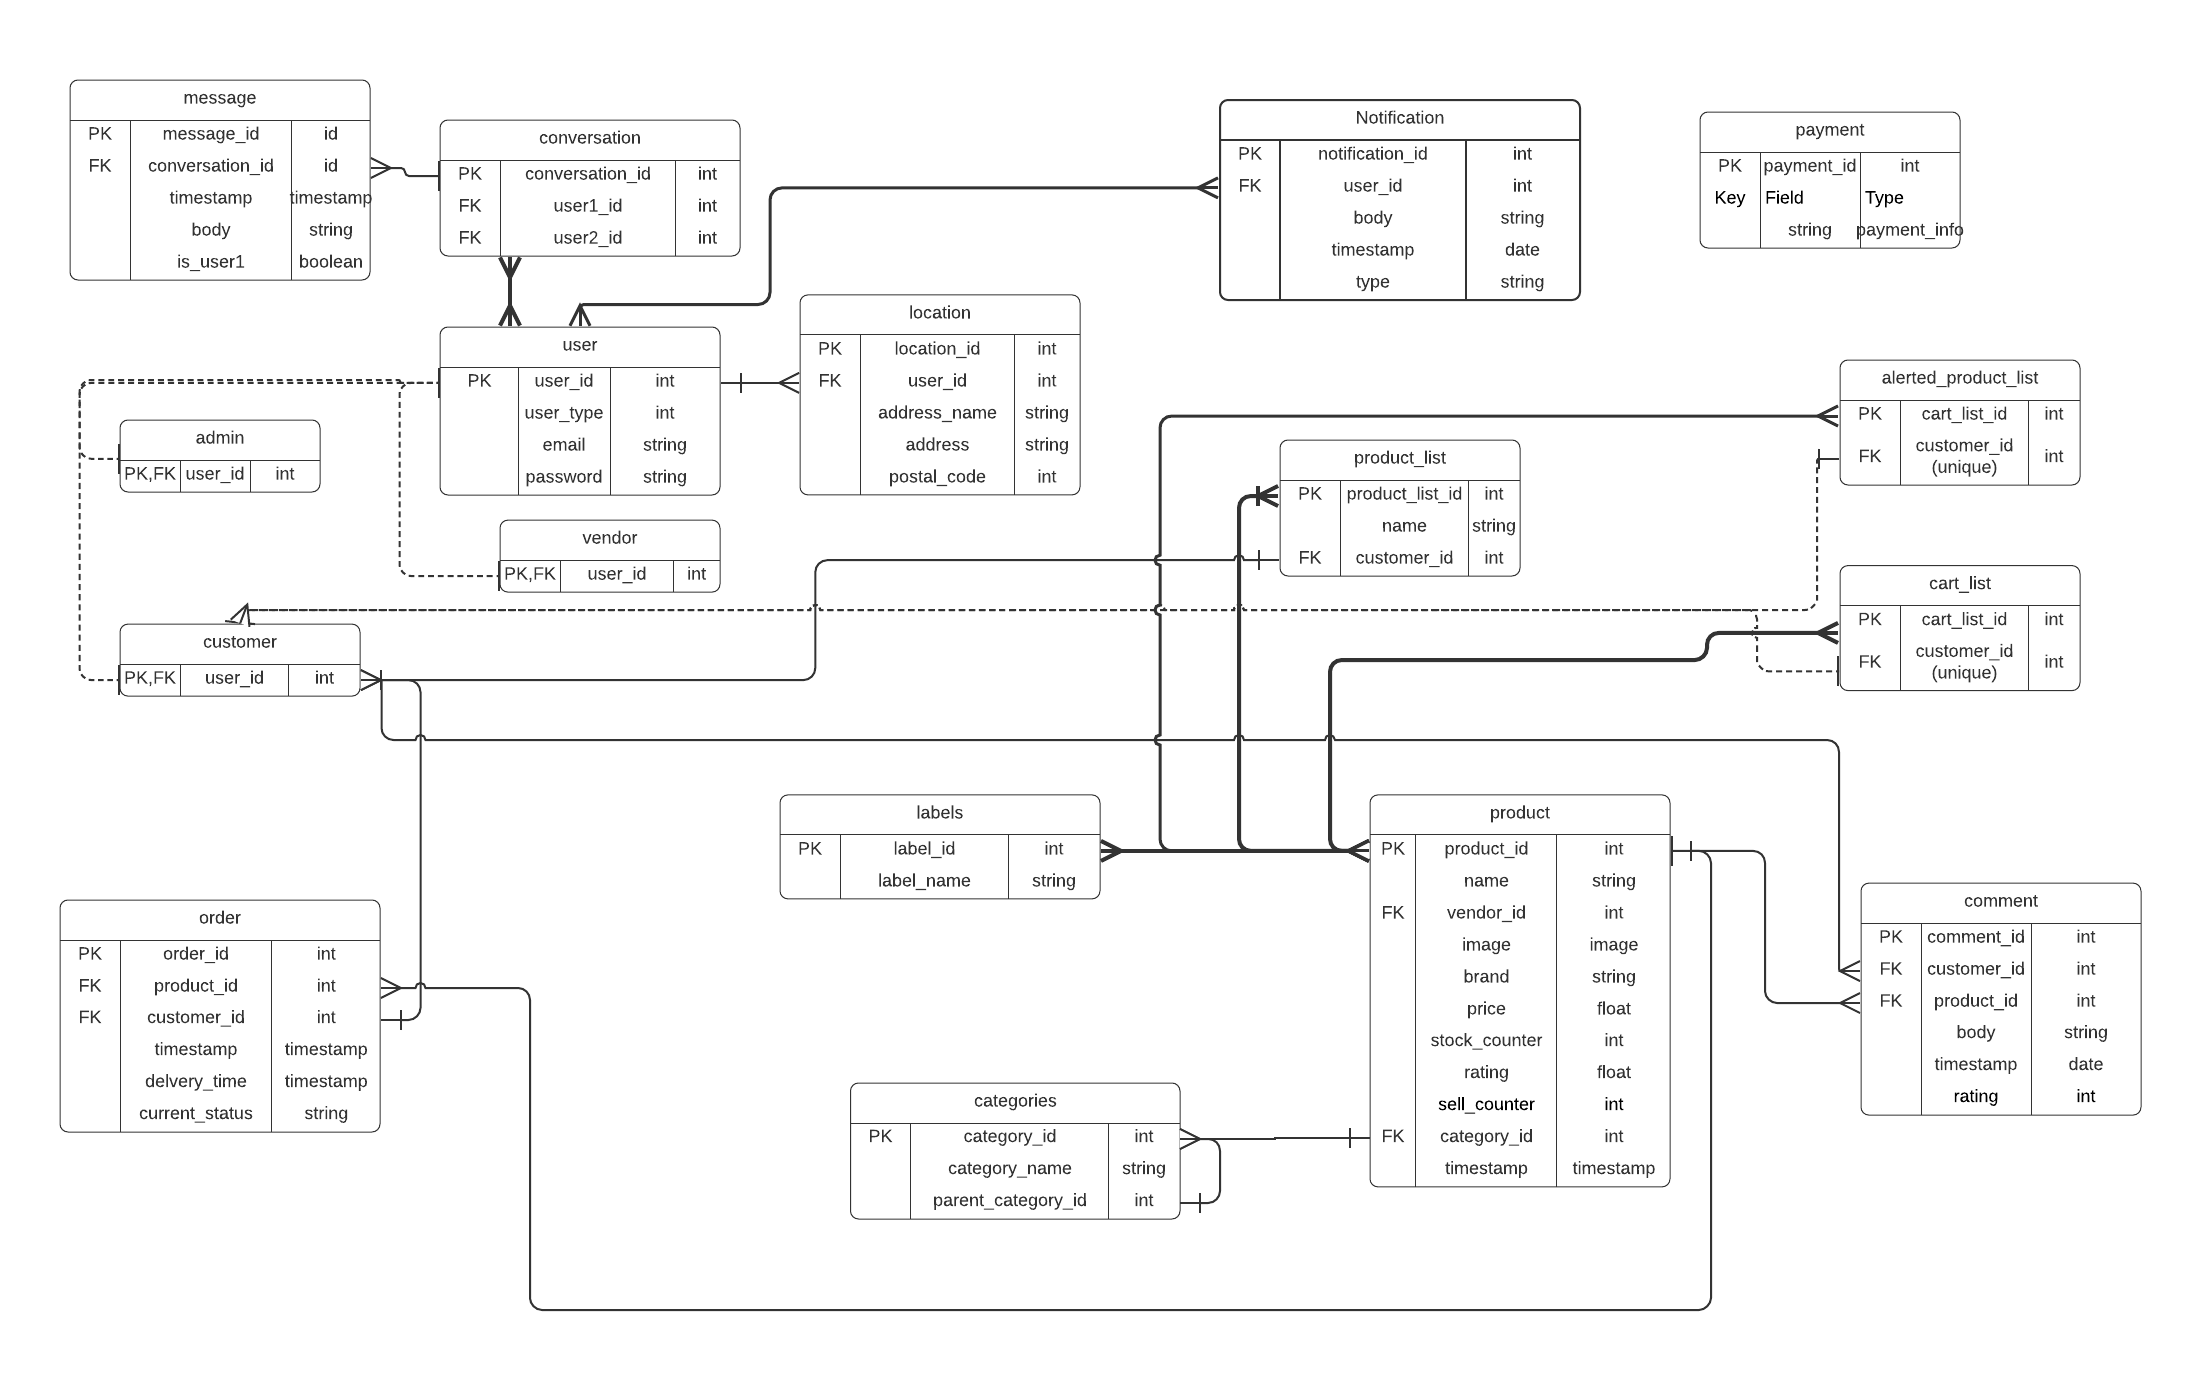 message
PK message_id id
FK conversation_id id
timestamp timestamp
body string
is_user1 boolean
conversation
PK conversation_id int
FK user1_id int
FK user2_id int
Notification
PK notification_id int
FK user_id int
body string
timestamp date
type string
payment
PK payment_id int
Key Field Type
string payment_info
user
PK user_id int
user_type int
email string
password string
location
PK location_id int
FK user_id int
address_name string
address string
postal_code int
alerted_product_list
PK cart_list_id int
FK customer_id (unique) int
admin
PK,FK user_id int
product_list
PK product_list_id int
name string
FK customer_id int
vendor
PK,FK user_id int
cart_list
PK cart_list_id int
FK customer_id (unique) int
customer
PK,FK user_id int
labels
PK label_id int
label_name string
product
PK product_id int
name string
FK vendor_id int
image image
brand string
price float
stock_counter int
rating float
sell_counter int
FK category_id int
timestamp timestamp
comment
PK comment_id int
FK customer_id int
FK product_id int
body string
timestamp date
rating int
order
PK order_id int
FK product_id int
FK customer_id int
timestamp timestamp
delvery_time timestamp
current_status string
categories
PK category_id int
category_name string
parent_category_id int